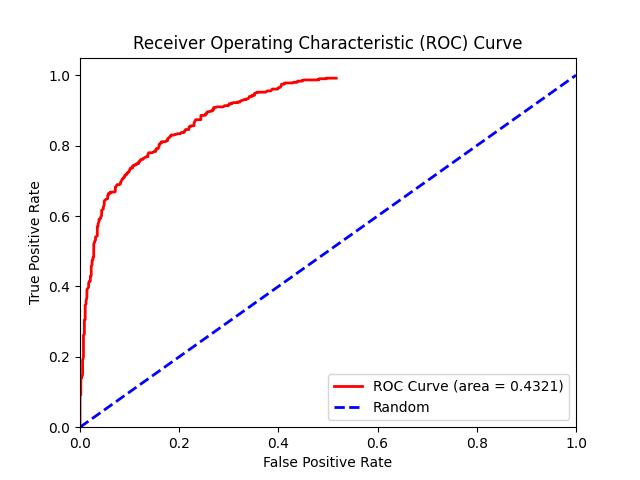 Receiver Operating Characteristic (ROC) Curve
1.0
0.8
0.6
0.4
0.2
0.0
True Positive Rate
ROC Curve (area = 0.4321)
Random
0.0 0.2 0.4 0.6 0.8 1.0
False Positive Rate